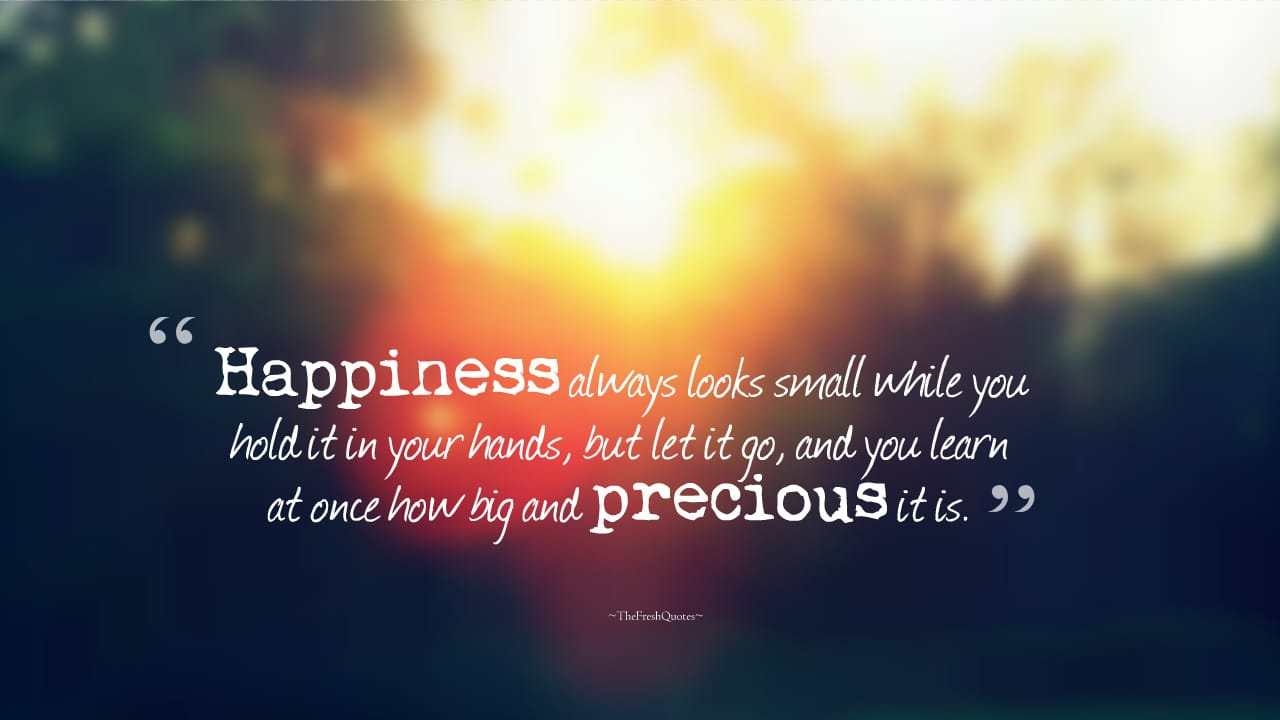 “ Happiness always looks small while you
hold it in your hands, but let it go, and you learn
at once how big and precious it is. ”
~TheFreshQuotes~